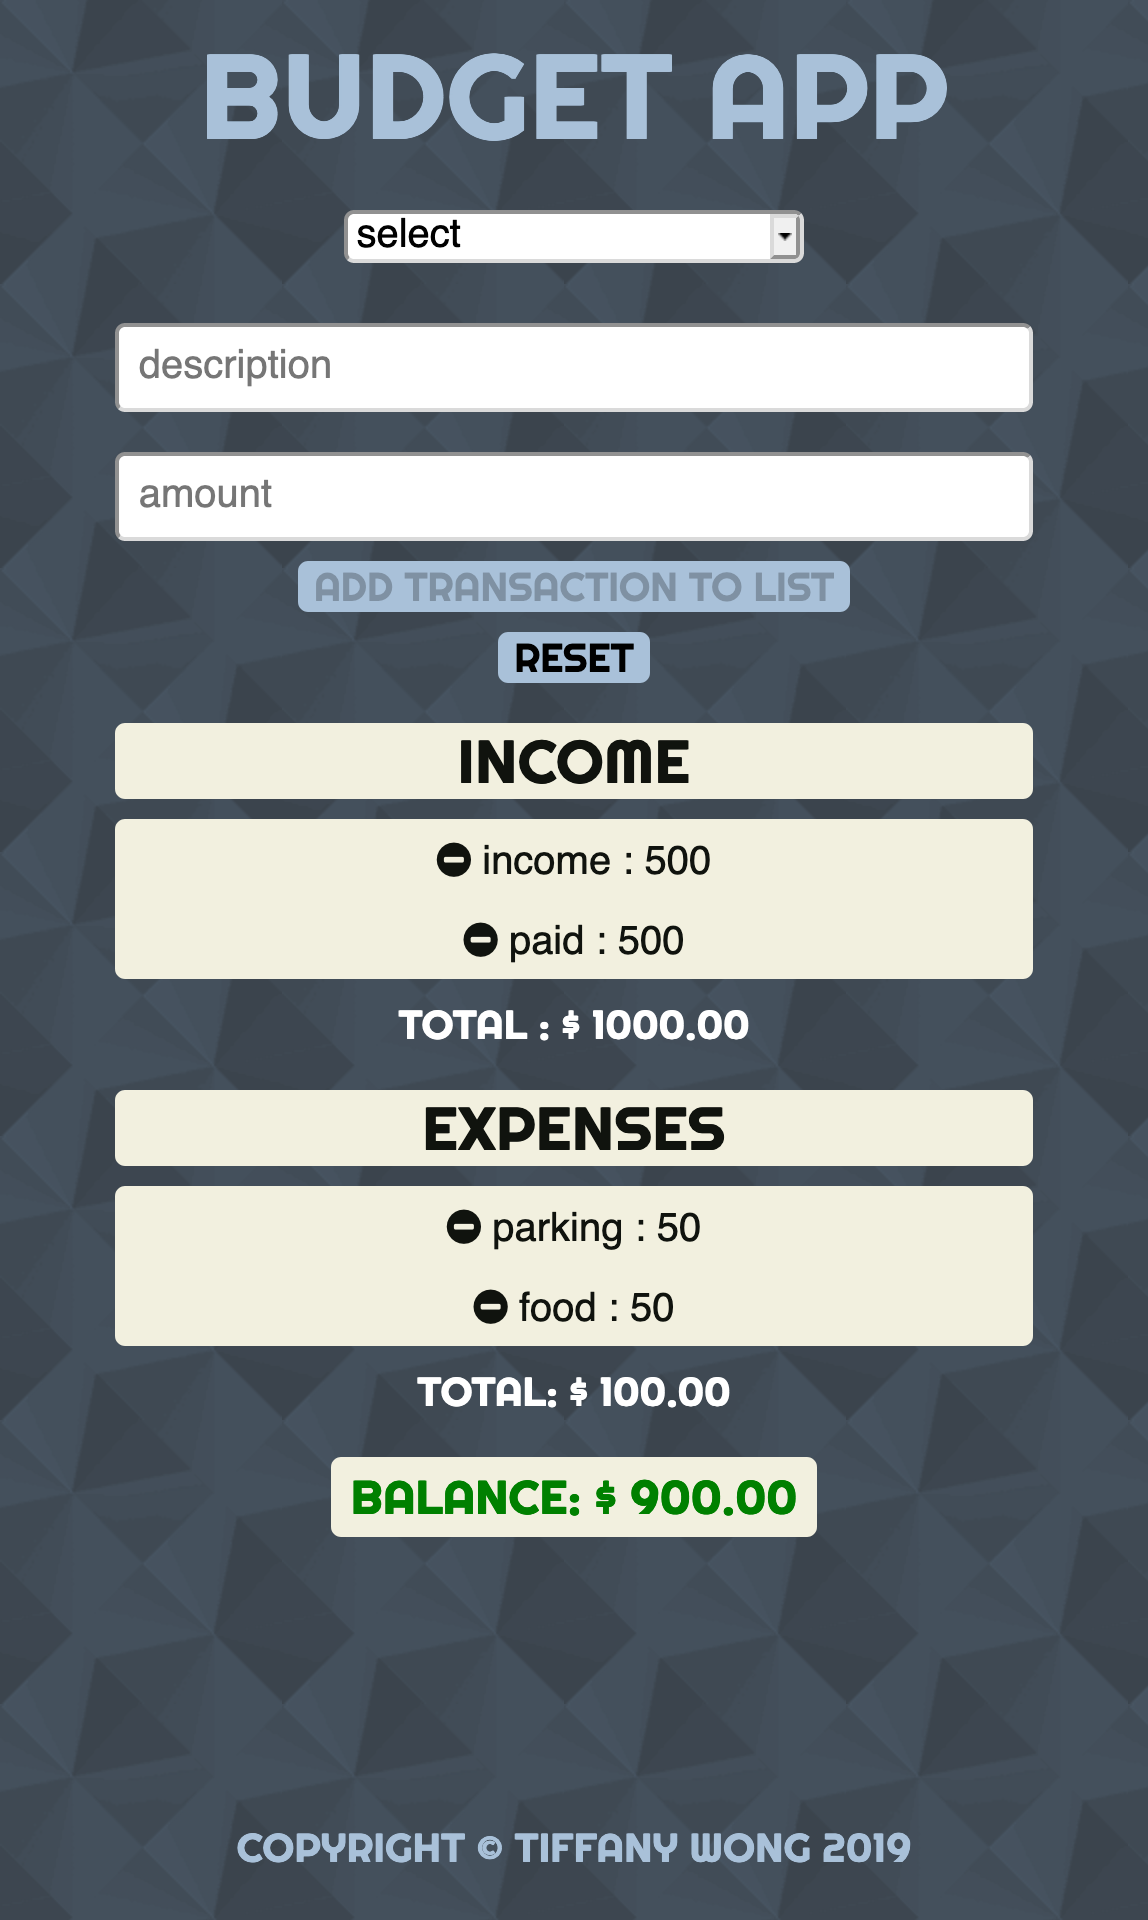 BUDGET APP
select
description
amount
ADD TRANSACTION TO LIST
RESET
INCOME
income : 500
paid : 500
TOTAL : $ 1000.00
EXPENSES
parking : 50
food : 50
TOTAL: $ 100.00
BALANCE: $ 900.00
COPYRIGHT © TIFFANY WONG 2019